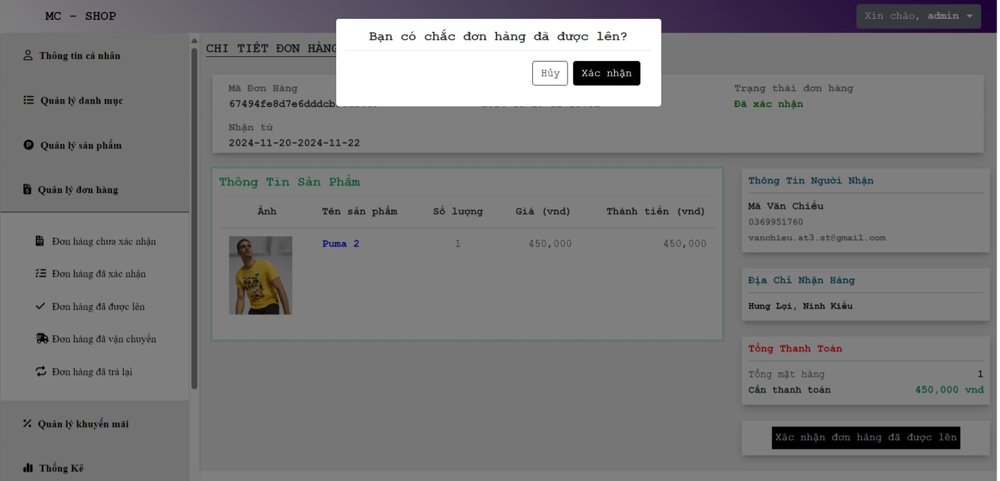 MC - SHOP
Xin chào, admin
Bạn có chắc đơn hàng đã được lên?
Hủy
Xác nhận
Thông tin cá nhân
Quản lý danh mục
Quản lý sản phẩm
Quản lý đơn hàng
Đơn hàng chưa xác nhận
Đơn hàng đã xác nhận
Đơn hàng đã được lên
Đơn hàng đã vận chuyển
Đơn hàng đã trả lại
Quản lý khuyến mãi
Thống Kê
CHI TIẾT ĐƠN HÀNG
Mã Đơn Hàng
Trạng thái đơn hàng
Đã xác nhận
Nhận từ
2024-11-20-2024-11-22
Thông Tin Sản Phẩm
Ảnh Tên sản phẩm Số lượng Giá (vnd) Thành tiền (vnd)
Puma 2 1 450,000 450,000
Thông Tin Người Nhận
Mã Văn Chiểu
0369951760
vanchieu.at3.st@gmail.com
Địa Chỉ Nhận Hàng
Hưng Lợi, Ninh Kiều
Tổng Thanh Toán
Tổng mặt hàng 1
Cần thanh toán 450,000 vnd
Xác nhận đơn hàng đã được lên